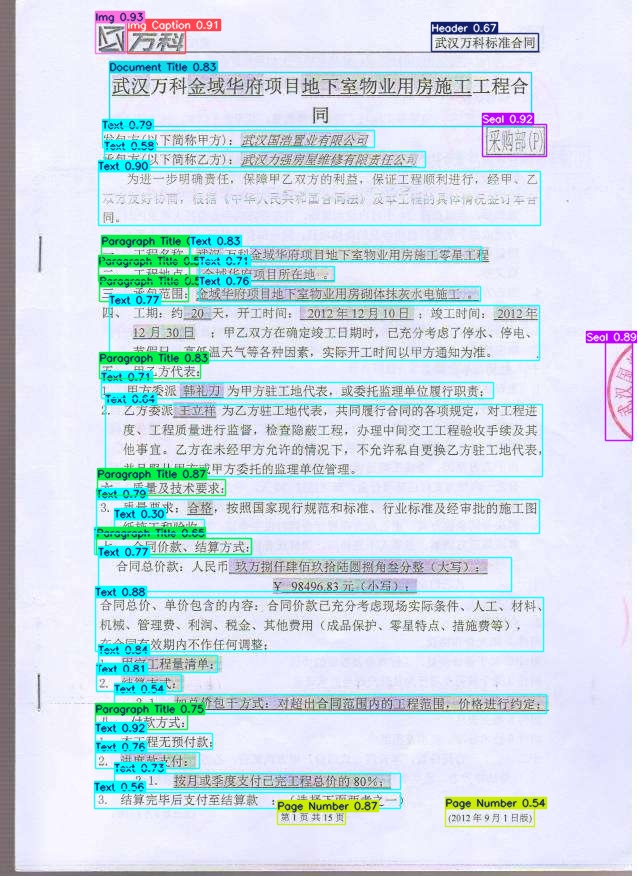 Img 0.93
Img Caption 0.91
Header 0.67
万科
武汉万科标准合同
Document Title 0.83
武汉万科金域华府项目地下室物业用房施工工程合
同
Text 0.79
Seal 0.92
(以下简称甲方)：武汉国浩置业有限公司
采购部(P)
Text 0.58
(以下简称乙方)：武汉力强房屋维修有限责任公司
Text 0.90
为进一步明确责任，保障甲乙双方的利益，保证工程顺利进行，经甲、乙
双方友好协商，根据《中华人民共和国合同法》及本工程的具体情况签订本合
同。
Paragraph Title
Text 0.83
工程名称：武汉万科金域华府项目地下室物业用房施工零星工程
Paragraph Title 0.5
Text 0.71
二、工程地点：金域华府项目所在地 。
Paragraph Title 0.5
Text 0.76
三、承包范围：金域华府项目地下室物业用房砌体抹灰水电施工 。
Text 0.77
四、工期：约 20 天，开工时间：2012年12月10日；竣工时间：2012年
12月30日 ；甲乙双方在确定竣工日期时，已充分考虑了停水、停电、
高低温天气等各种因素，实际开工时间以甲方通知为准。
Paragraph Title 0.83
甲乙方代表：
Text 0.71
1. 甲方委派 韩礼刀 为甲方驻工地代表，或委托监理单位履行职责；
Text 0.64
2. 乙方委派 王立祥 为乙方驻工地代表，共同履行合同的各项规定，对工程进
度、工程质量进行监督，检查隐蔽工程，办理中间交工工程验收手续及其
他事宜。乙方在未经甲方允许的情况下，不允许私自更换乙方驻工地代表，
并且服从甲方或甲方委托的监理单位管理。
Paragraph Title 0.87
质量及技术要求：
Text 0.79
3. 质量要求：合格，按照国家现行规范和标准、行业标准及经审批的施工图
Text 0.30
纸施工和验收
Paragraph Title 0.65
合同价款、结算方式：
Text 0.77
合同总价款：人民币 玖万捌仟肆佰玖拾陆圆捌角叁分整（大写）；
¥ 98496.83 元（小写）；
Text 0.88
合同总价、单价包含的内容：合同价款已充分考虑现场实际条件、人工、材料、
机械、管理费、利润、税金、其他费用（成品保护、零星特点、措施费等），
在合同有效期内不作任何调整；
Text 0.84
工程量清单；
Text 0.81
2. 结算方式：
Text 0.54
总价包干方式：对超出合同范围内的工程范围，价格进行约定；
Paragraph Title 0.75
付款方式：
Text 0.92
1. 本工程无预付款；
Text 0.76
2. 进度款支付：
Text 0.73
1. 按月或季度支付已完工程总价的80%；
Text 0.56
3. 结算完毕后支付至结算款 ：（选择下面两者之一）
Page Number 0.87
Page Number 0.54
第1页共15页
(2012年9月1日版)
Seal 0.89
武汉